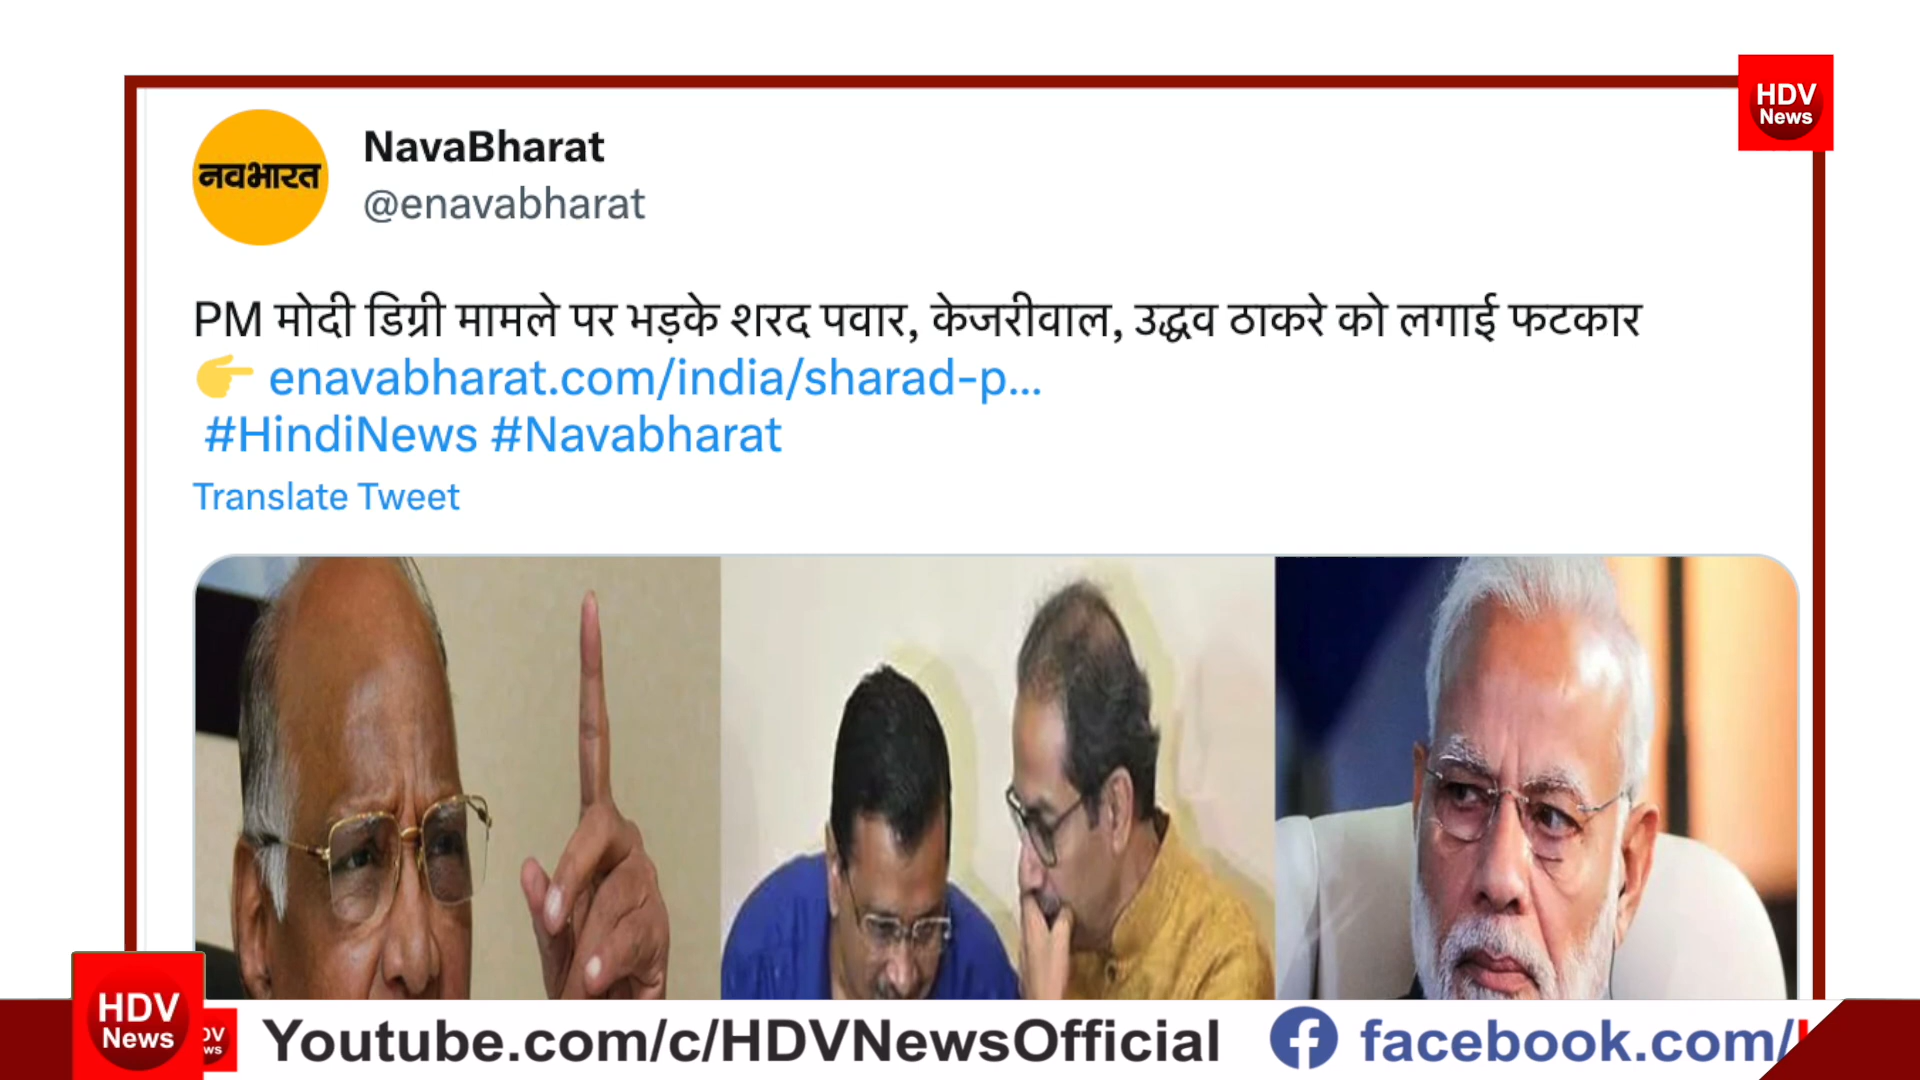 HDV
News
नवभारत
NavaBharat
@enavabharat
PM मोदी डिग्री मामले पर भड़के शरद पवार, केजरीवाल, उद्धव ठाकरे को लगाई फटकार
👉 enavabharat.com/india/sharad-p...
#HindiNews #Navabharat
Translate Tweet
HDV
News
Youtube.com/c/HDVNewsOfficial
facebook.com/